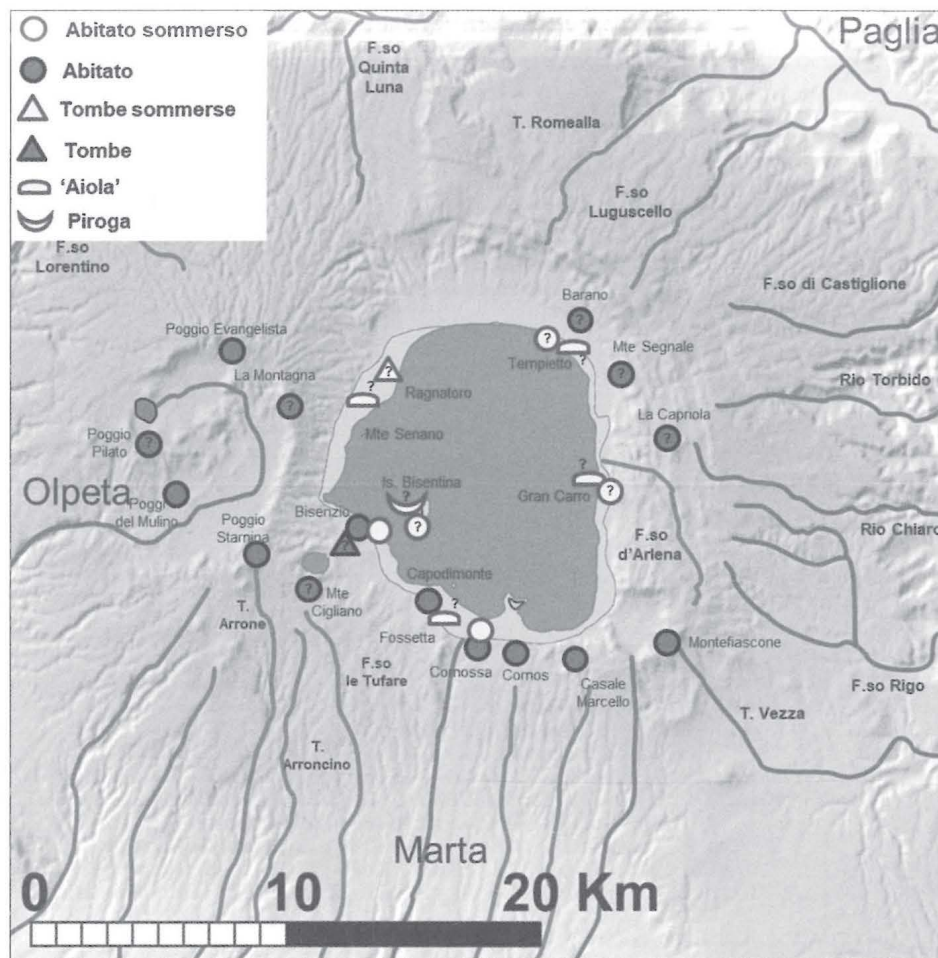 Abitato sommerso
Abitato
Tombe sommerse
Tombe
'Aiola'
Piroga
Paglia
F.so
Quinta
Luna
T. Romealla
F.so
Luguscello
F.so
Lorentino
F.so di Castiglione
Barano
?
Poggio Evangelista
?
Tempietto
?
Mte Segnale
?
La Montagna
?
?
?
Ragnatoro
Rio Torbido
La Capriola
?
Poggio
Pilato
?
Mte Senano
Olpeta
Poggi
del Mulino
Is. Bisentina
?
?
?
Gran Carro
?
Bisenzio
?
Rio Chiaro
Poggio
Starnina
F.so
d'Arlena
Capodimonte
?
Mte
Cigliano
?
T.
Arrone
Fossetta
Montefiascone
F.so
le Tufare
Cornossa
Cornos
Casale
Marcello
F.so Rigo
T. Vezza
T.
Arroncino
Marta
0 10 20 Km